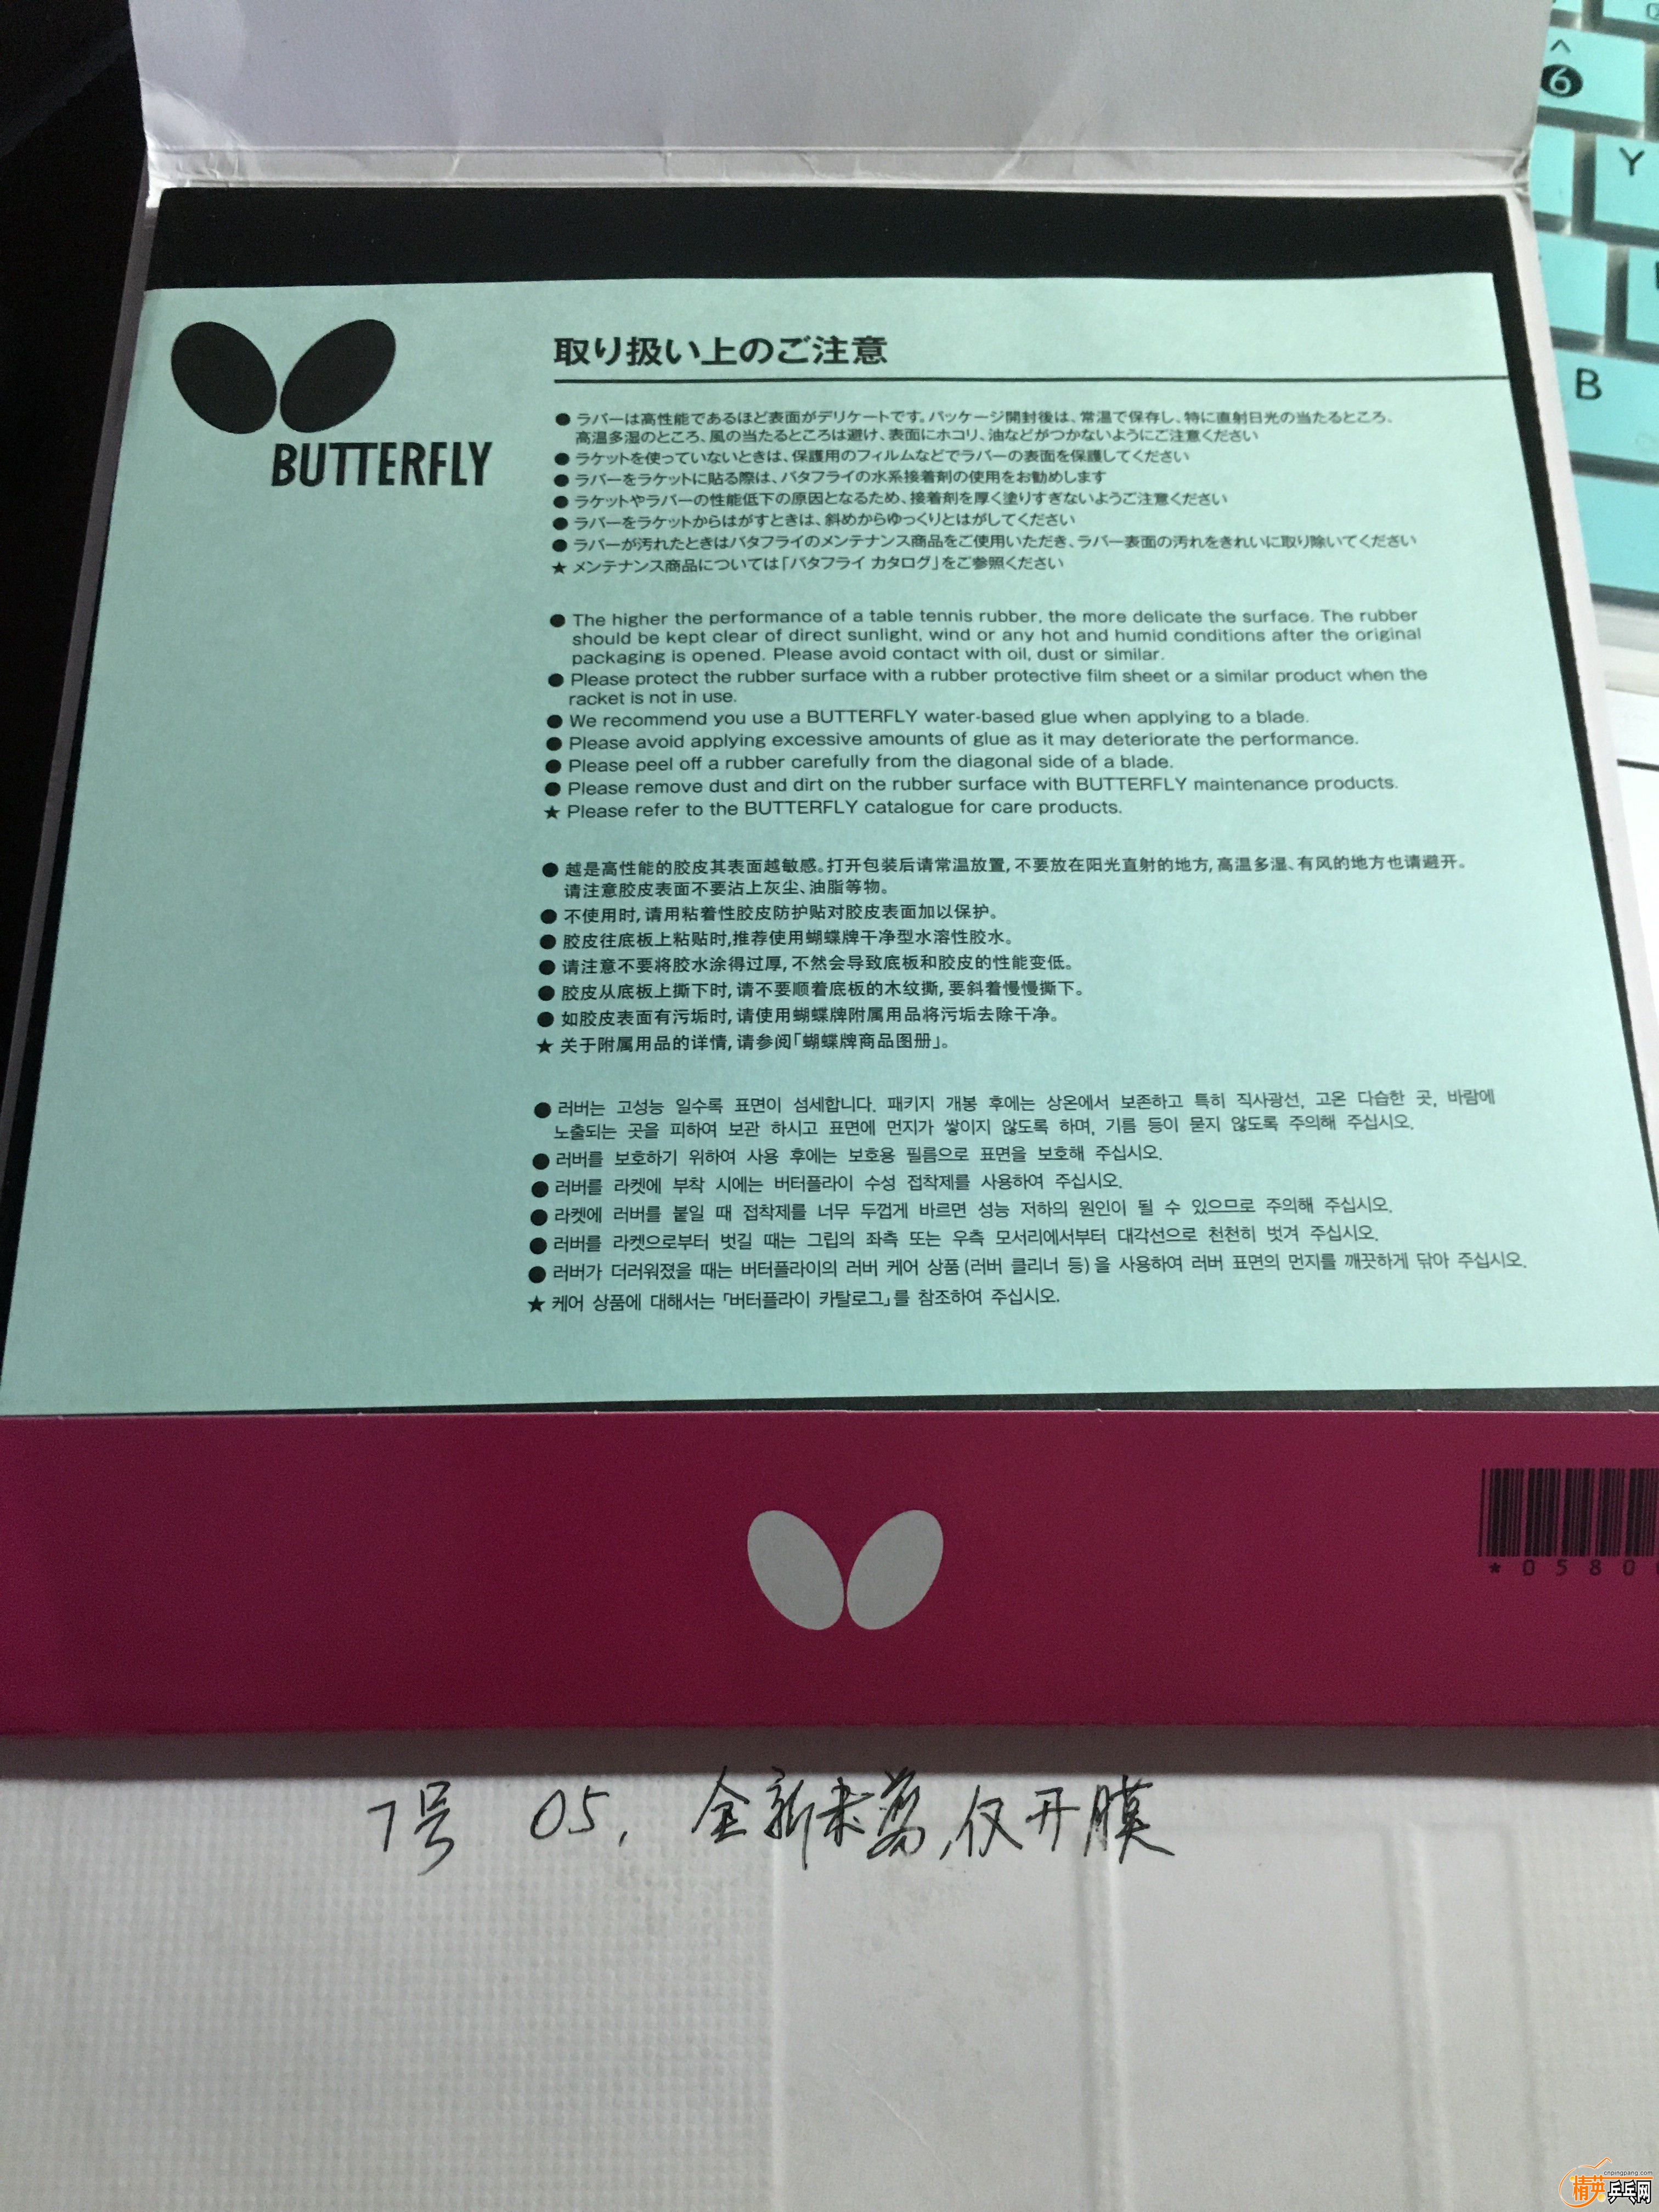 6
Y
B
BUTTERFLY
取り扱い上のご注意
● ラバーは高性能であるほど表面がデリケートです。パッケージ開封後は、常温で保存し、特に直射日光の当たるところ、
高温多湿のところ、風の当たるところは避け、表面にホコリ、油などがつかないようにご注意ください
● ラケットを使っていないときは、保護用のフィルムなどでラバーの表面を保護してください
● ラバーをラケットに貼る際は、バタフライの水系接着剤の使用をお勧めします
● ラケットやラバーの性能低下の原因となるため、接着剤を厚く塗りすぎないようご注意ください
● ラバーをラケットからはがすときは、斜めからゆっくりとはがしてください
● ラバーが汚れたときはバタフライのメンテナンス商品をご使用いただき、ラバー表面の汚れをきれいに取り除いてください
★ メンテナンス商品については「バタフライ カタログ」をご参照ください
● The higher the performance of a table tennis rubber, the more delicate the surface. The rubber
should be kept clear of direct sunlight, wind or any hot and humid conditions after the original
packaging is opened. Please avoid contact with oil, dust or similar.
● Please protect the rubber surface with a rubber protective film sheet or a similar product when the
racket is not in use.
● We recommend you use a BUTTERFLY water-based glue when applying to a blade.
● Please avoid applying excessive amounts of glue as it may deteriorate the performance.
● Please peel off a rubber carefully from the diagonal side of a blade.
● Please remove dust and dirt on the rubber surface with BUTTERFLY maintenance products.
★ Please refer to the BUTTERFLY catalogue for care products.
● 越是高性能的胶皮其表面越敏感。打开包装后请常温放置，不要放在阳光直射的地方，高温多湿、有风的地方也请避开。
请注意胶皮表面不要沾上灰尘、油脂等物。
● 不使用时，请用粘着性胶皮防护贴对胶皮表面加以保护。
● 胶皮往底板上粘贴时，推荐使用蝴蝶牌干净型水溶性胶水。
● 请注意不要将胶水涂得过厚，不然会导致底板和胶皮的性能变低。
● 胶皮从底板上撕下时，请不要顺着底板的木纹撕，要斜着慢慢撕下。
● 如胶皮表面有污垢时，请使用蝴蝶牌附属用品将污垢去除干净。
★ 关于附属用品的详情，请参阅「蝴蝶牌商品图册」。
● 러버는 고성능 일수록 표면이 섬세합니다. 패키지 개봉 후에는 상온에서 보존하고 특히 직사광선, 고온 다습한 곳, 바람에
노출되는 곳을 피하여 보관 하시고 표면에 먼지가 쌓이지 않도록 하며, 기름 등이 묻지 않도록 주의해 주십시오.
● 러버를 보호하기 위하여 사용 후에는 보호용 필름으로 표면을 보호해 주십시오.
● 러버를 라켓에 부착 시에는 버터플라이 수성 접착제를 사용하여 주십시오.
● 라켓에 러버를 붙일 때 접착제를 너무 두껍게 바르면 성능 저하의 원인이 될 수 있으므로 주의해 주십시오.
● 러버를 라켓으로부터 벗길 때는 그립의 좌측 또는 우측 모서리에서부터 대각선으로 천천히 벗겨 주십시오.
● 러버가 더러워졌을 때는 버터플라이의 러버 케어 상품(러버 클리너 등)을 사용하여 러버 표면의 먼지를 깨끗하게 닦아 주십시오.
★ 케어 상품에 대해서는 「버터플라이 카탈로그」를 참조하여 주십시오.
*0580
7号 05, 全新未剪,仅开膜
cnpingpang.com
精英乒乓网